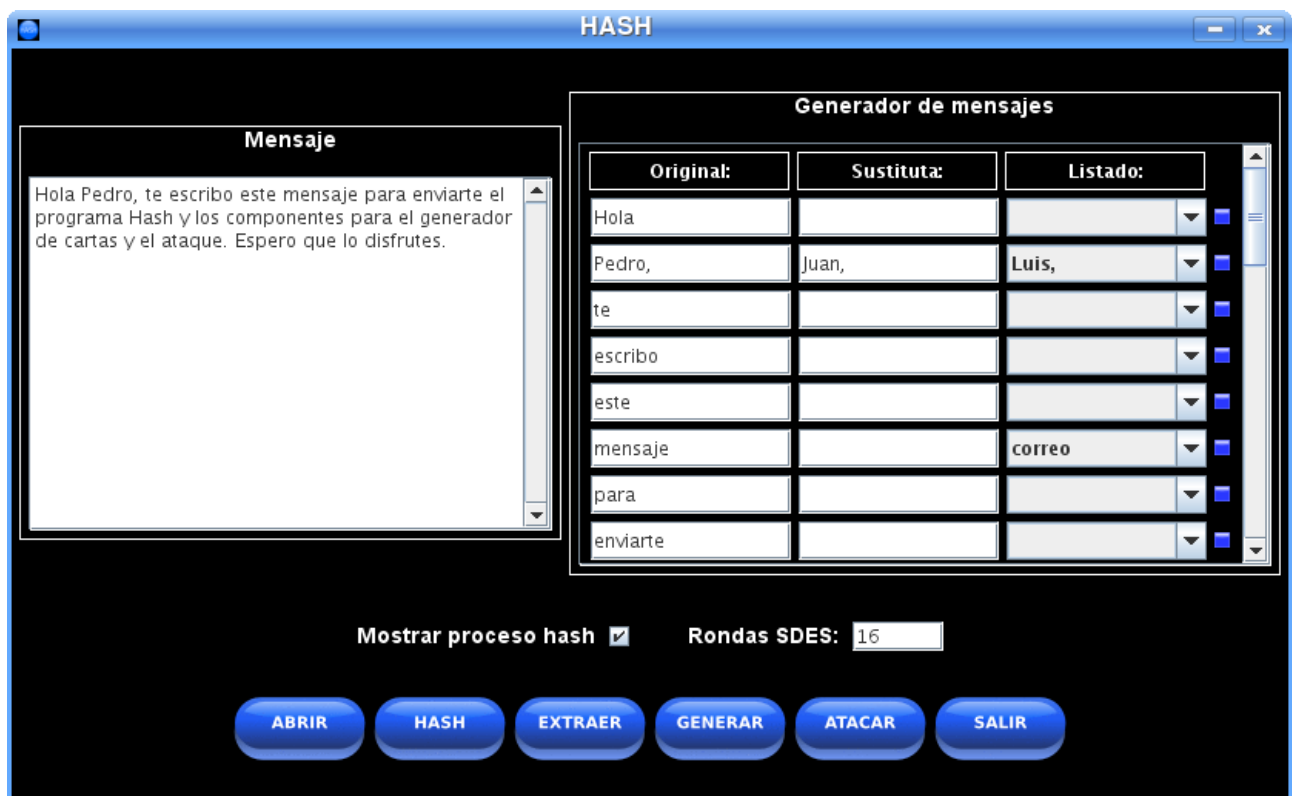 HASH
Mensaje
Hola Pedro, te escribo este mensaje para enviarte el
programa Hash y los componentes para el generador
de cartas y el ataque. Espero que lo disfrutes.
Generador de mensajes
Original: Sustituta: Listado:
Hola
Pedro, Juan, Luis,
te
escribo
este
mensaje correo
para
enviarte
Mostrar proceso hash Rondas SDES: 16
ABRIR HASH EXTRAER GENERAR ATACAR SALIR